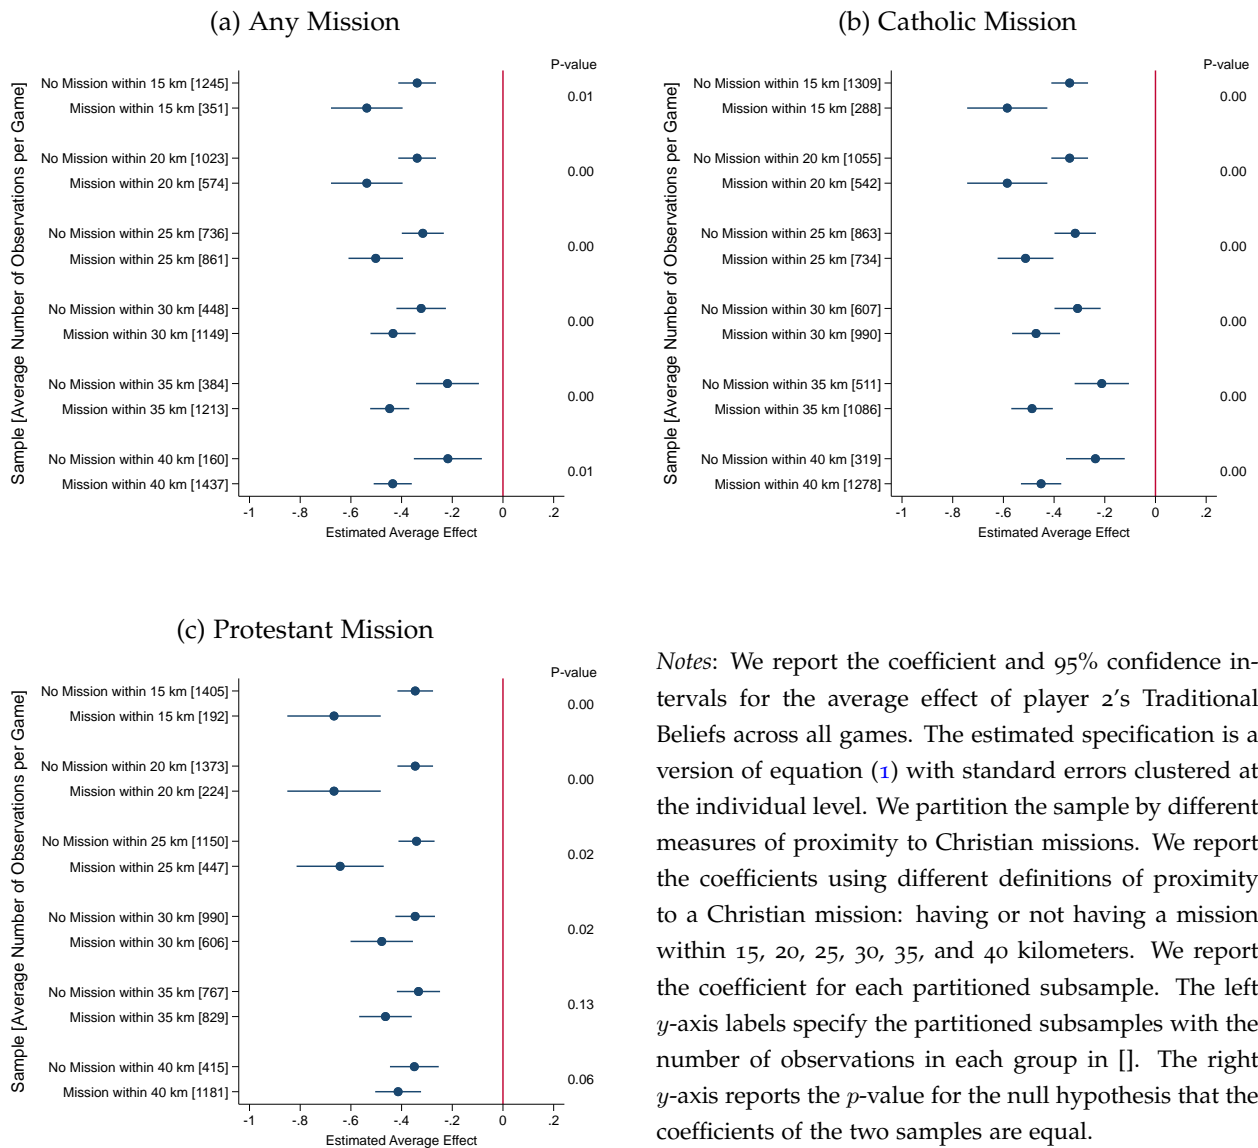 (a) Any Mission
P-value
Sample [Average Number of Observations per Game]
No Mission within 15 km [1245]
0.01
Mission within 15 km [351]
No Mission within 20 km [1023]
0.00
Mission within 20 km [574]
No Mission within 25 km [736]
0.00
Mission within 25 km [861]
No Mission within 30 km [448]
0.00
Mission within 30 km [1149]
No Mission within 35 km [384]
0.00
Mission within 35 km [1213]
No Mission within 40 km [160]
0.01
Mission within 40 km [1437]
-1 -.8 -.6 -.4 -.2 0 .2
Estimated Average Effect
(b) Catholic Mission
P-value
Sample [Average Number of Observations per Game]
No Mission within 15 km [1309]
0.00
Mission within 15 km [288]
No Mission within 20 km [1055]
0.00
Mission within 20 km [542]
No Mission within 25 km [863]
0.00
Mission within 25 km [734]
No Mission within 30 km [607]
0.00
Mission within 30 km [990]
No Mission within 35 km [511]
0.00
Mission within 35 km [1086]
No Mission within 40 km [319]
0.00
Mission within 40 km [1278]
-1 -.8 -.6 -.4 -.2 0 .2
Estimated Average Effect
(c) Protestant Mission
P-value
Sample [Average Number of Observations per Game]
No Mission within 15 km [1405]
0.00
Mission within 15 km [192]
No Mission within 20 km [1373]
0.00
Mission within 20 km [224]
No Mission within 25 km [1150]
0.02
Mission within 25 km [447]
No Mission within 30 km [990]
0.02
Mission within 30 km [606]
No Mission within 35 km [767]
0.13
Mission within 35 km [829]
No Mission within 40 km [415]
0.06
Mission within 40 km [1181]
-1 -.8 -.6 -.4 -.2 0 .2
Estimated Average Effect
Notes: We report the coefficient and 95% confidence in-
tervals for the average effect of player 2's Traditional
Beliefs across all games. The estimated specification is a
version of equation (1) with standard errors clustered at
the individual level. We partition the sample by different
measures of proximity to Christian missions. We report
the coefficients using different definitions of proximity
to a Christian mission: having or not having a mission
within 15, 20, 25, 30, 35, and 40 kilometers. We report
the coefficient for each partitioned subsample. The left
y-axis labels specify the partitioned subsamples with the
number of observations in each group in []. The right
y-axis reports the p-value for the null hypothesis that the
coefficients of the two samples are equal.